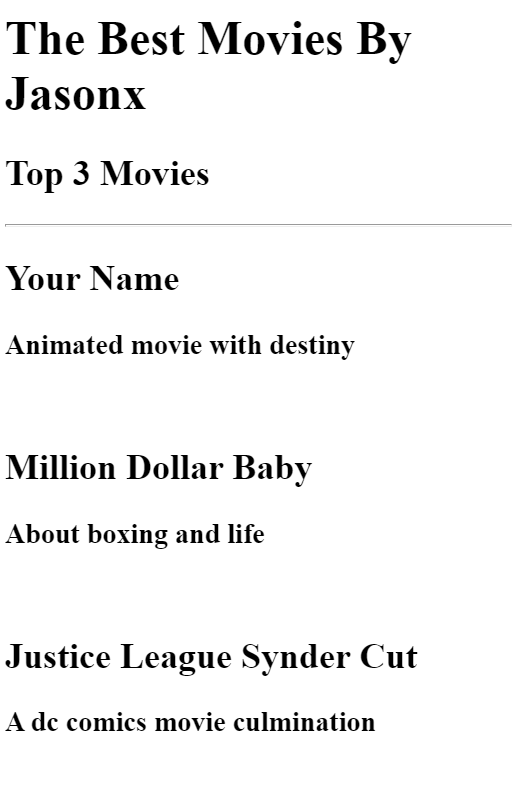 The Best Movies By
Jasonx
Top 3 Movies
Your Name
Animated movie with destiny
Million Dollar Baby
About boxing and life
Justice League Synder Cut
A dc comics movie culmination